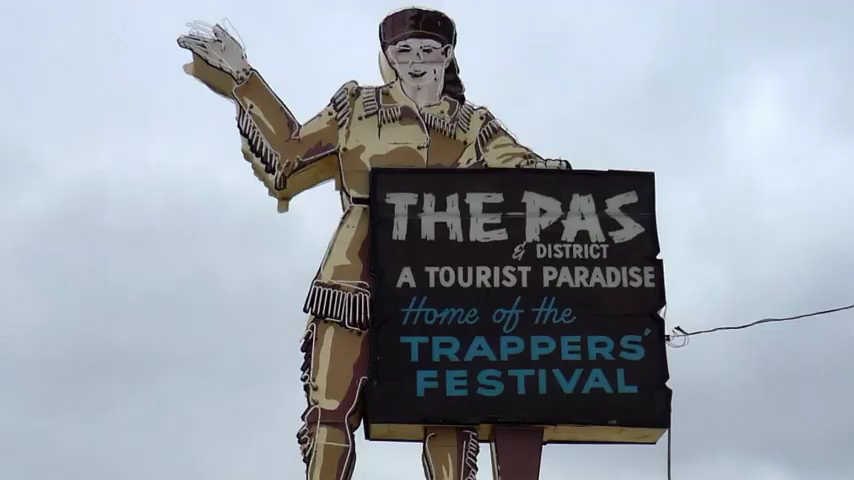 THE PAS
& DISTRICT
A TOURIST PARADISE
Home of the
TRAPPERS'
FESTIVAL